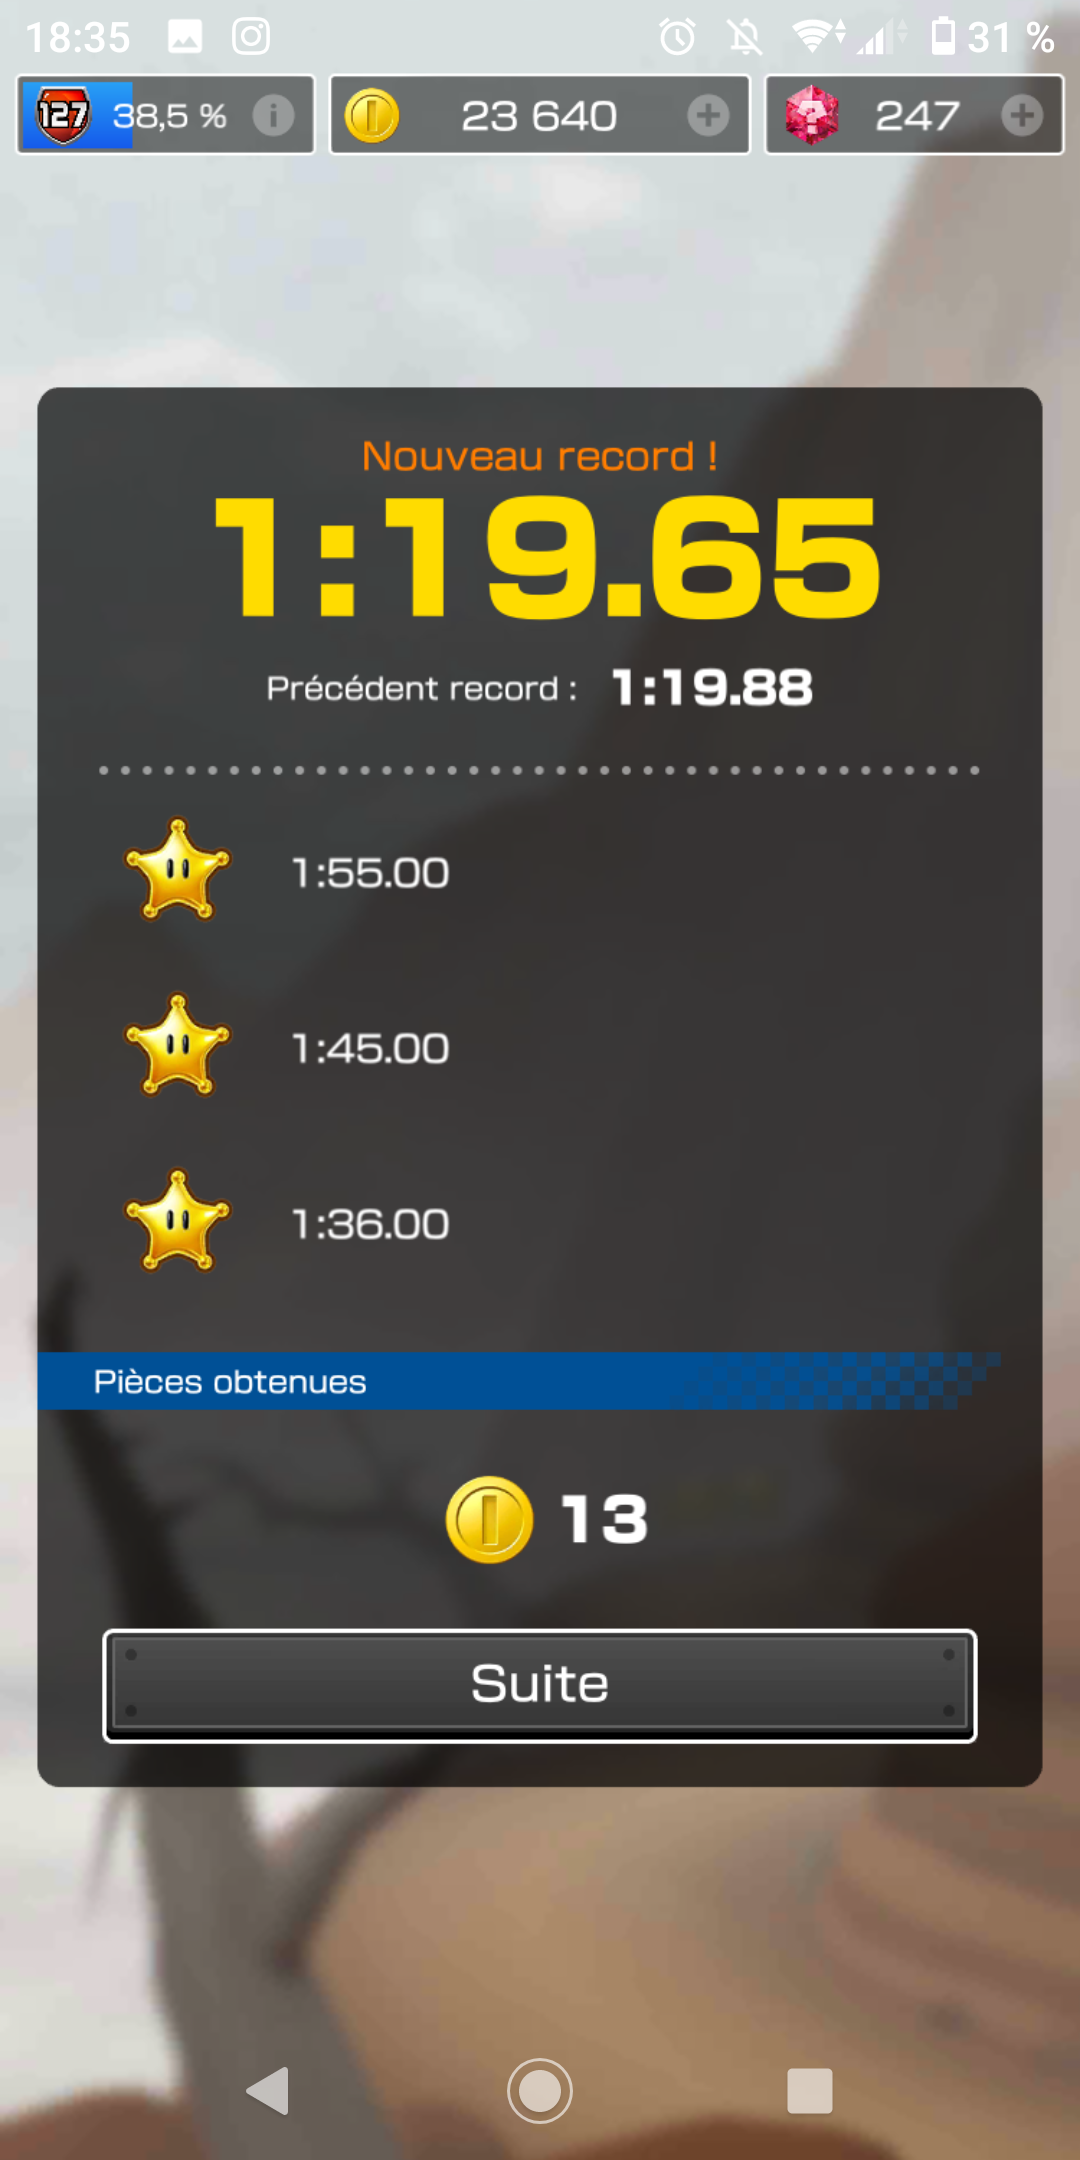 18:35 31 %
127 38,5 % 23 640 247
Nouveau record !
1:19.65
Précédent record : 1:19.88
1:55.00
1:45.00
1:36.00
Pièces obtenues
13
Suite